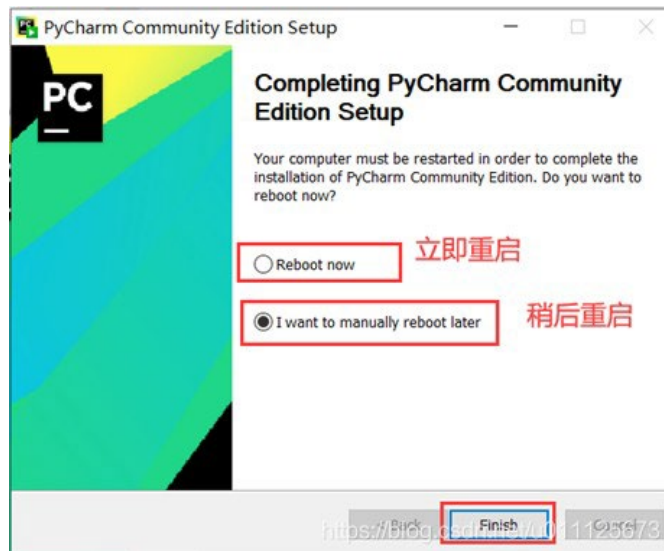 PyCharm Community Edition Setup
PC
Completing PyCharm Community
Edition Setup
Your computer must be restarted in order to complete the
installation of PyCharm Community Edition. Do you want to
reboot now?
Reboot now
立即重启
I want to manually reboot later
稍后重启
< Back
Finish
Cancel